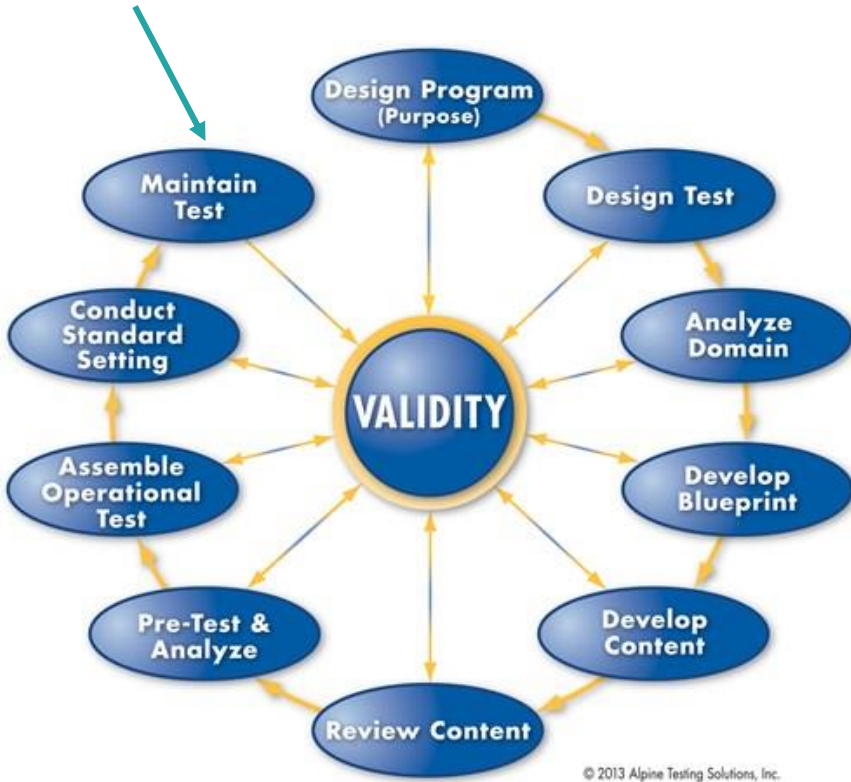 Design Program
(Purpose)
Design Test
Analyze
Domain
Develop
Blueprint
Develop
Content
Review Content
Pre-Test &
Analyze
Assemble
Operational
Test
Conduct
Standard
Setting
Maintain
Test
VALIDITY
© 2013 Alpine Testing Solutions, Inc.